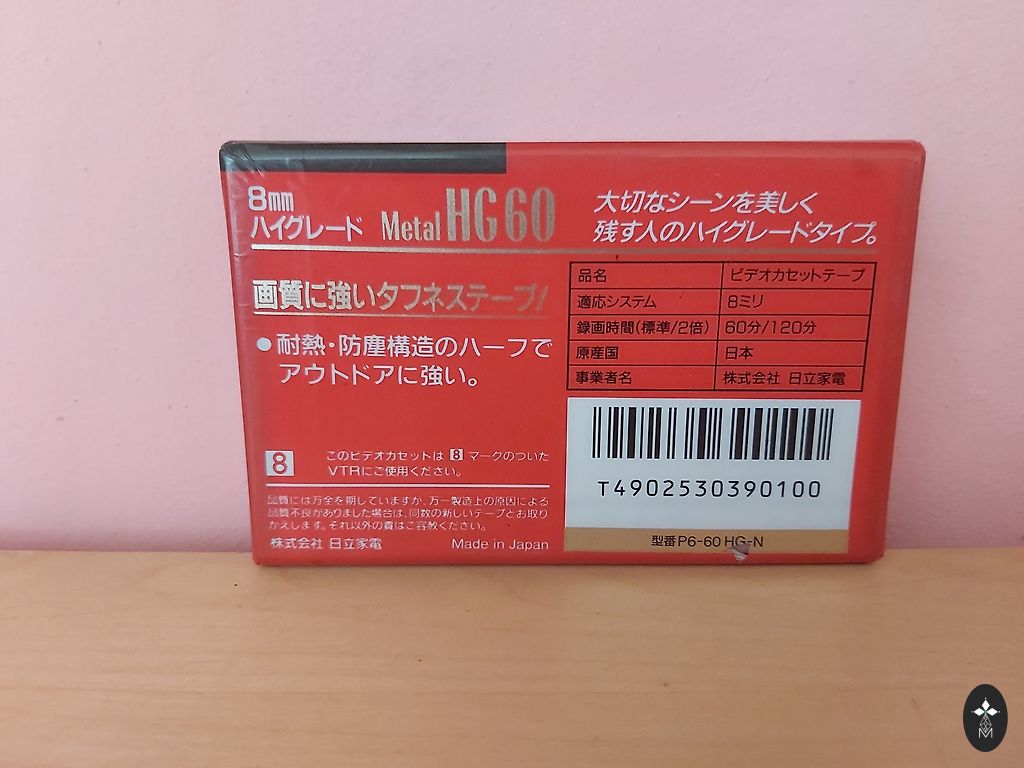 8mm
ハイグレード Metal HG60
大切なシーンを美しく
残す人のハイグレードタイプ。
画質に強いタフネステープ!
●耐熱・防塵構造のハーフで
アウトドアに強い。
品名 ビデオカセットテープ
適応システム 8ミリ
録画時間(標準/2倍) 60分/120分
原産国 日本
事業者名 株式会社 日立家電
8 このビデオカセットは 8 マークのついた
VTRにご使用ください。
品質には万全を期していますが、万一製造上の原因による
品質不良がありました場合は、同数の新しいテープとお取り
かえします。それ以外の責はご容赦ください。
株式会社 日立家電 Made in Japan
T4902530390100
型番P6-60 HG-N
M